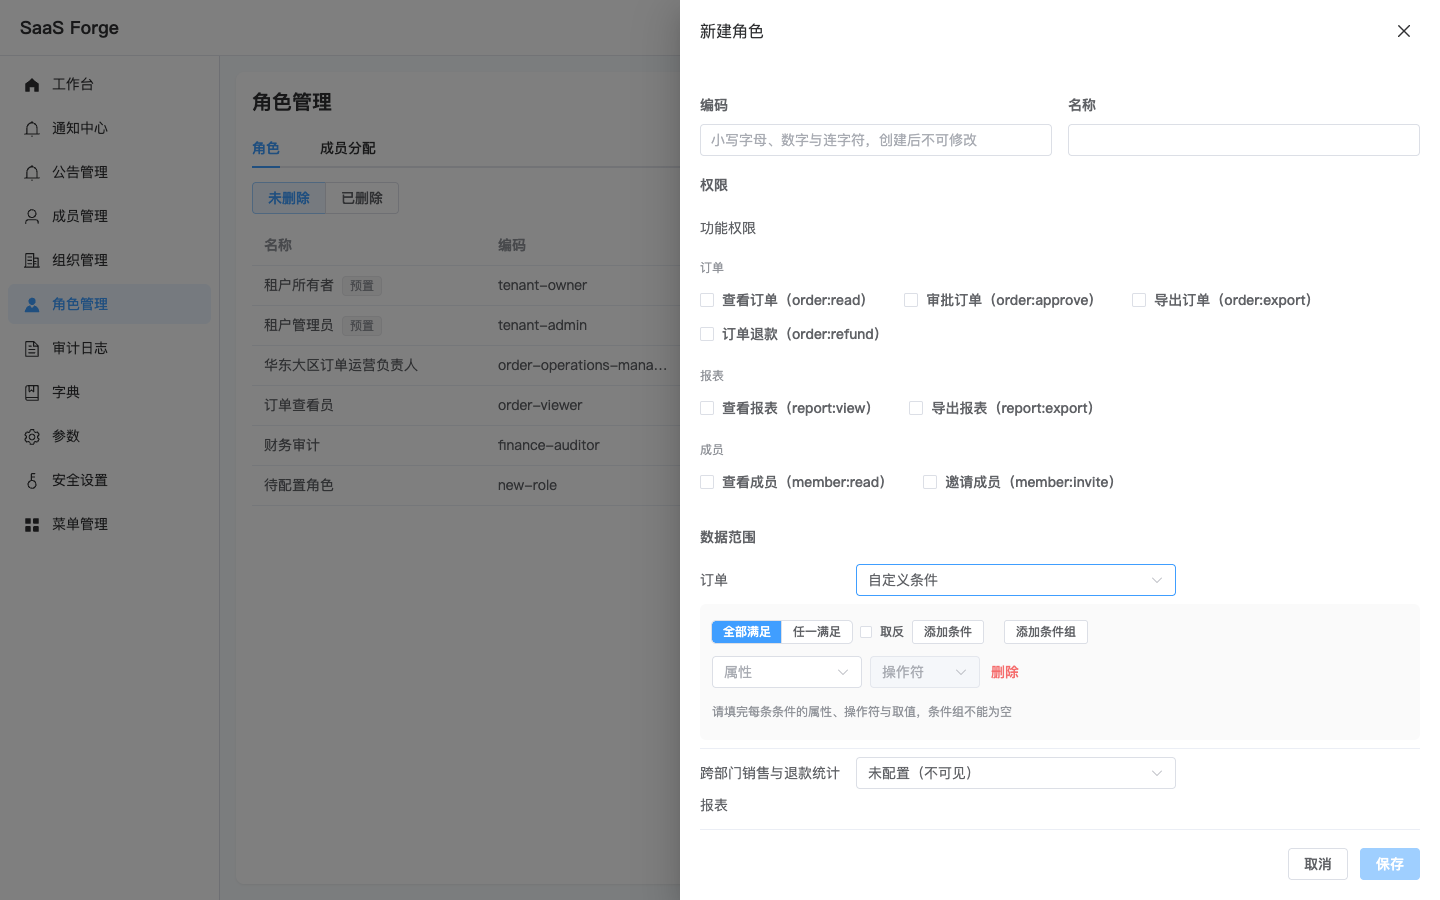 SaaS Forge
工作台
通知中心
公告管理
成员管理
组织管理
角色管理
审计日志
字典
参数
安全设置
菜单管理
角色管理
角色 成员分配
未删除 已删除
名称 编码
租户所有者 预置 tenant-owner
租户管理员 预置 tenant-admin
华东大区订单运营负责人 order-operations-mana...
订单查看员 order-viewer
财务审计 finance-auditor
待配置角色 new-role
新建角色
编码 名称
小写字母、数字与连字符，创建后不可修改
权限
功能权限
订单
查看订单（order:read） 审批订单（order:approve） 导出订单（order:export）
订单退款（order:refund）
报表
查看报表（report:view） 导出报表（report:export）
成员
查看成员（member:read） 邀请成员（member:invite）
数据范围
订单 自定义条件
全部满足 任一满足 取反 添加条件 添加条件组
属性 操作符 删除
请填完每条条件的属性、操作符与取值，条件组不能为空
跨部门销售与退款统计 未配置（不可见）
报表
取消 保存